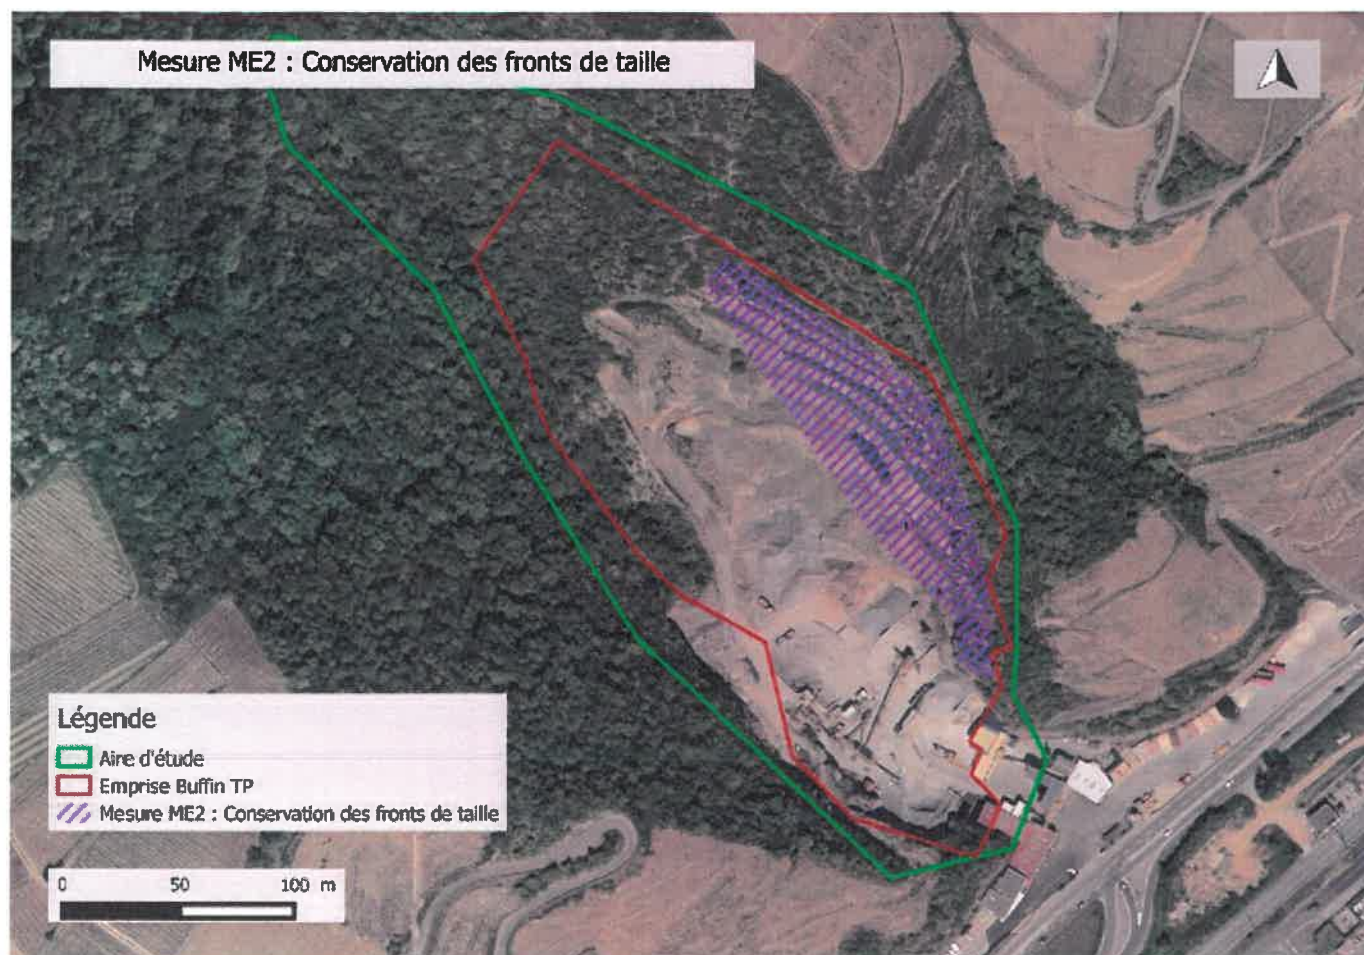 Mesure ME2 : Conservation des fronts de taille
Légende
Aire d'étude
Emprise Buffin TP
Mesure ME2 : Conservation des fronts de taille
0 50 100 m